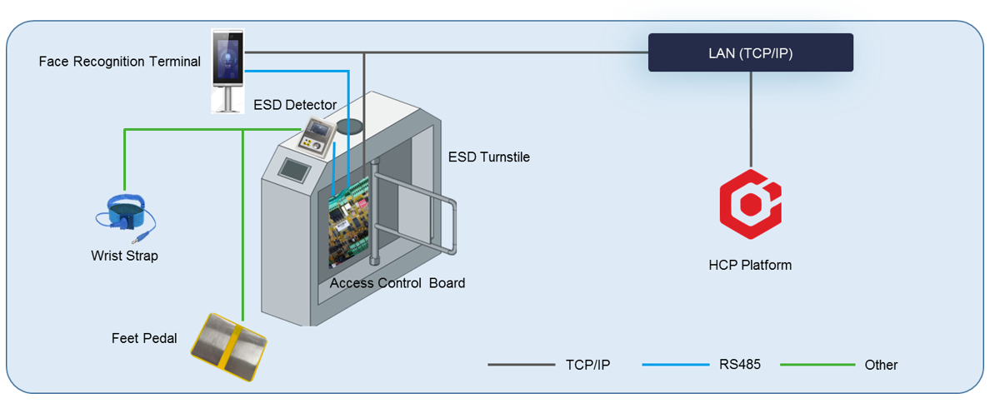 LAN (TCP/IP)
Face Recognition Terminal
ESD Detector
ESD Turnstile
Wrist Strap
HCP Platform
Access Control Board
Feet Pedal
TCP/IP
RS485
Other